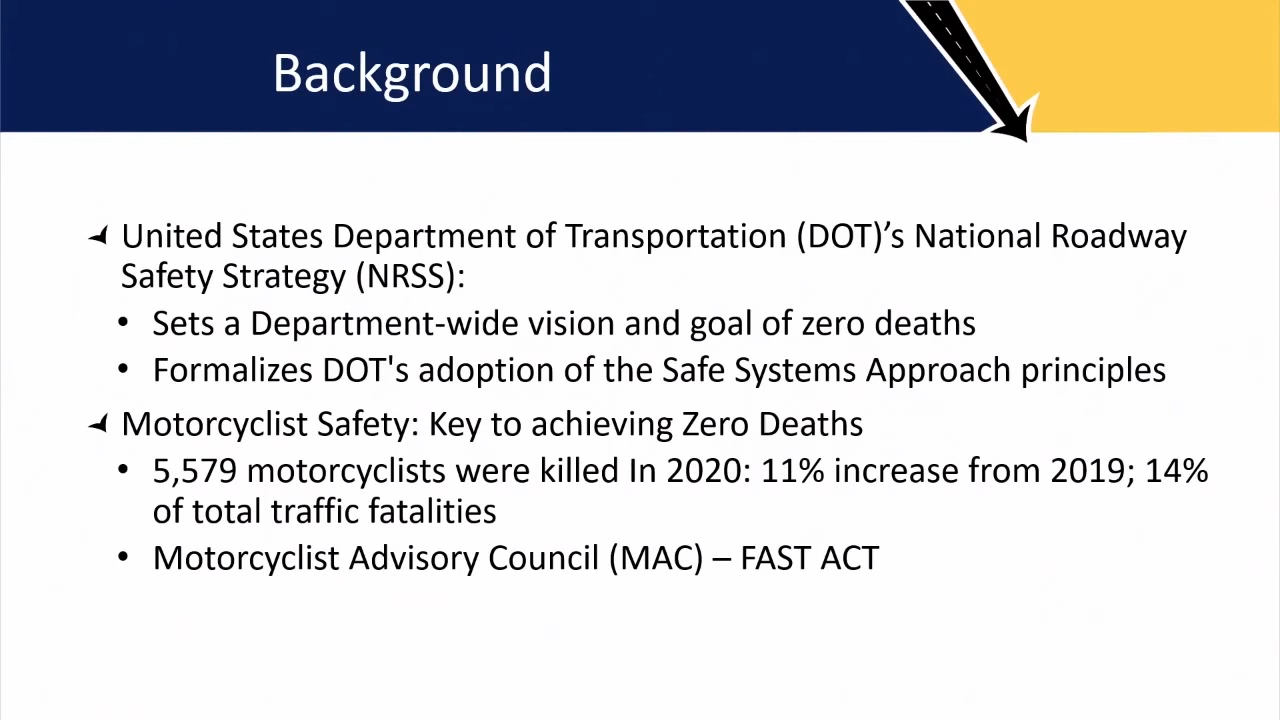 Background
United States Department of Transportation (DOT)’s National Roadway
Safety Strategy (NRSS):
• Sets a Department-wide vision and goal of zero deaths
• Formalizes DOT's adoption of the Safe Systems Approach principles
Motorcyclist Safety: Key to achieving Zero Deaths
• 5,579 motorcyclists were killed In 2020: 11% increase from 2019; 14%
of total traffic fatalities
• Motorcyclist Advisory Council (MAC) – FAST ACT